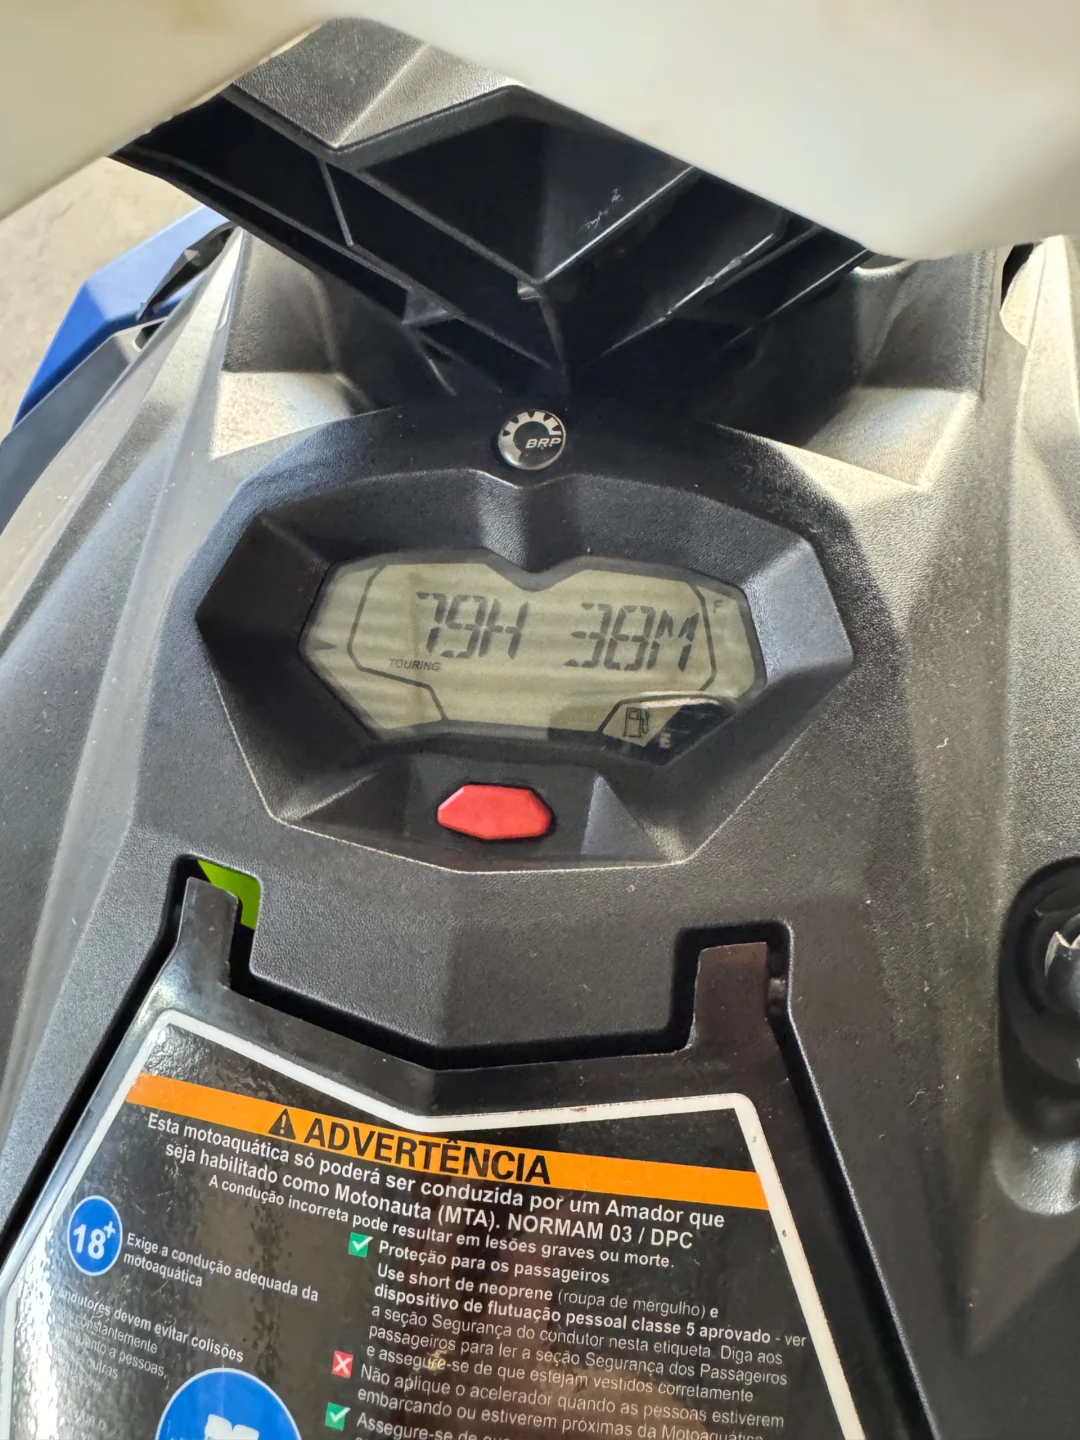 BRP
79H 38M
F
TOURING
E
ADVERTÊNCIA
Esta motoaquática só poderá ser conduzida por um Amador que
seja habilitado como Motonauta (MTA). NORMAM 03 / DPC
A condução incorreta pode resultar em lesões graves ou morte.
18+
Exige a condução adequada da
motoaquática
condutores devem evitar colisões
constantemente
quanto a pessoas,
outras
Proteção para os passageiros
Use short de neoprene (roupa de mergulho) e
dispositivo de flutuação pessoal classe 5 aprovado - ver
a seção Segurança do condutor nesta etiqueta. Diga aos
passageiros para ler a seção Segurança dos Passageiros
e assegure-se de que estejam vestidos corretamente
Não aplique o acelerador quando as pessoas estiverem
embarcando ou estiverem próximas da Motoaquática
Assegure-se de